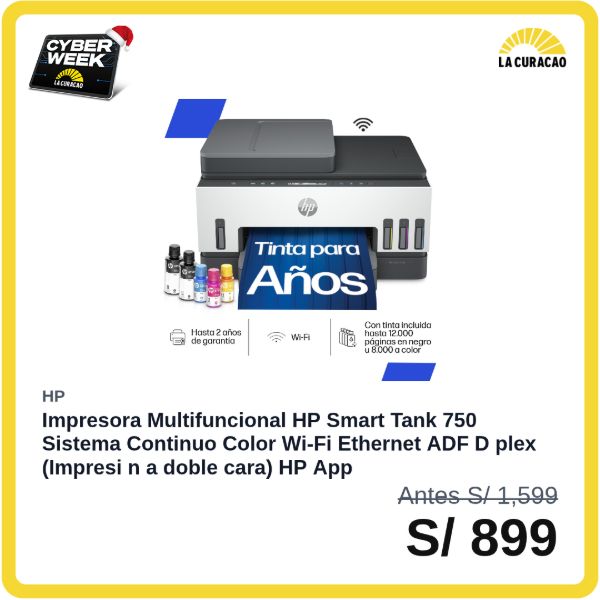 CYBER
WEEK
LA CURACAO
LA CURACAO
hp
Tinta para
Años
Hasta 2 años
de garantía
Wi-Fi
Con tinta incluida
hasta 12.000
páginas en negro
u 8.000 a color
HP
Impresora Multifuncional HP Smart Tank 750
Sistema Continuo Color Wi-Fi Ethernet ADF D plex
(Impresi n a doble cara) HP App
Antes S/ 1,599
S/ 899